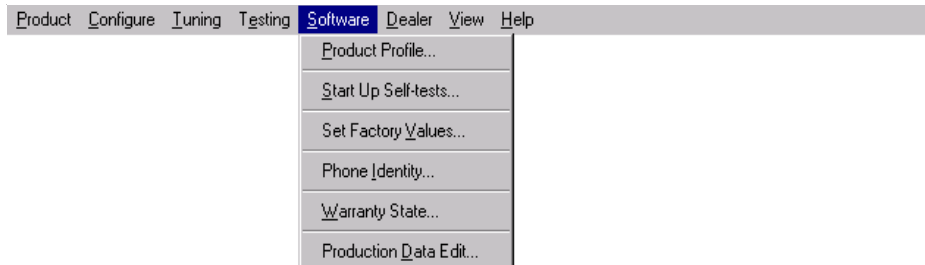 Product Configure Tuning Testing Software Dealer View Help
Product Profile...
Start Up Self-tests...
Set Factory Values...
Phone Identity...
Warranty State...
Production Data Edit...